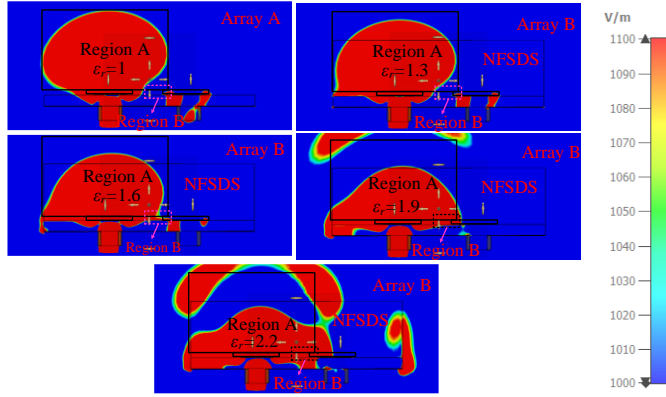 V/m
Array A
Region A
εr=1
Region B
Array B
Region A
εr=1.3
NFSDS
Region B
Array B
Region A
εr=1.6
NFSDS
Region B
Array B
Region A
εr=1.9
NFSDS
Region B
Array B
Region A
εr=2.2
NFSDS
Region B
1100
1090
1080
1070
1060
1050
1040
1030
1020
1010
1000